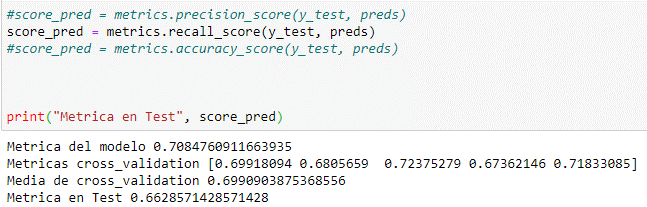 #score_pred = metrics.precision_score(y_test, preds)
score_pred = metrics.recall_score(y_test, preds)
#score_pred = metrics.accuracy_score(y_test, preds)
print("Metrica en Test", score_pred)
Metrica del modelo 0.7084760911663935
Metricas cross_validation [0.69918094 0.6805659  0.72375279 0.67362146 0.71833085]
Media de cross_validation 0.6990903875368556
Metrica en Test 0.6628571428571428